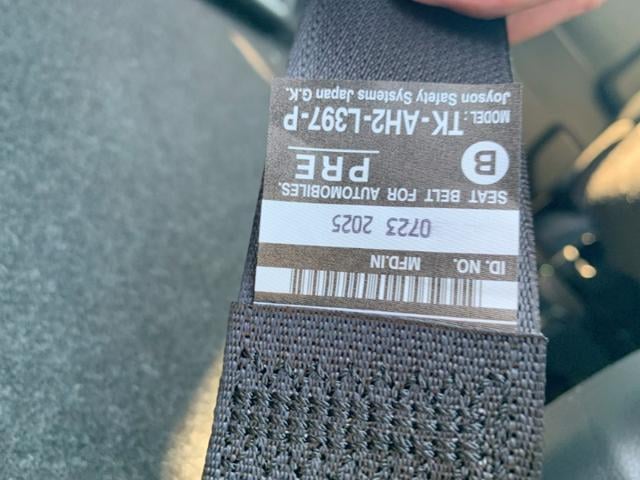 ID. NO. MFD.IN
0723 2025
SEAT BELT FOR AUTOMOBILES.
B PRE
MODEL: TK-AH2-L397-P
Joyson Safety Systems Japan G.K.